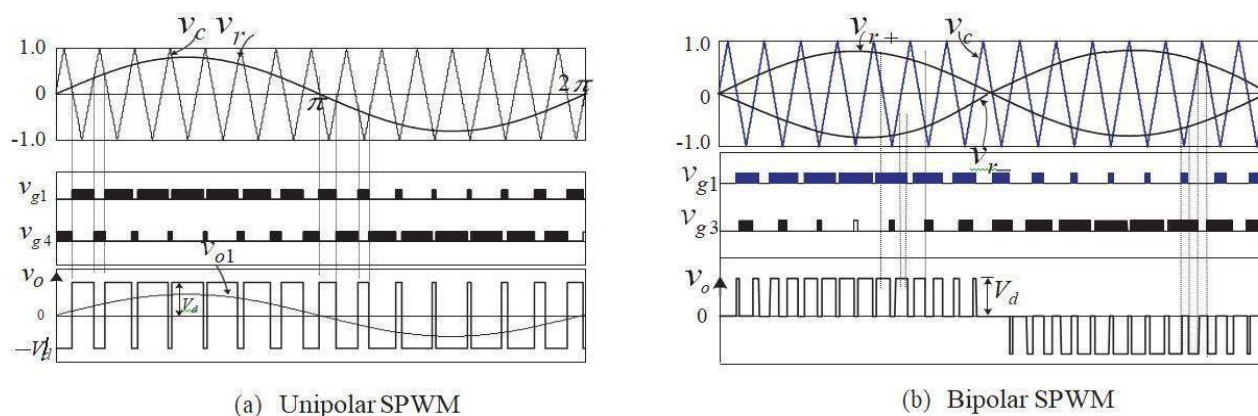 v_c v_r
1.0
0
-1.0
π
2π
v_g1
v_g4
v_o1
v_o
V_d
0
(a) Unipolar SPWM
v_r+
v_c
1.0
0
-1.0
v_r-
v_g1
v_g3
v_o
V_d
0
(b) Bipolar SPWM